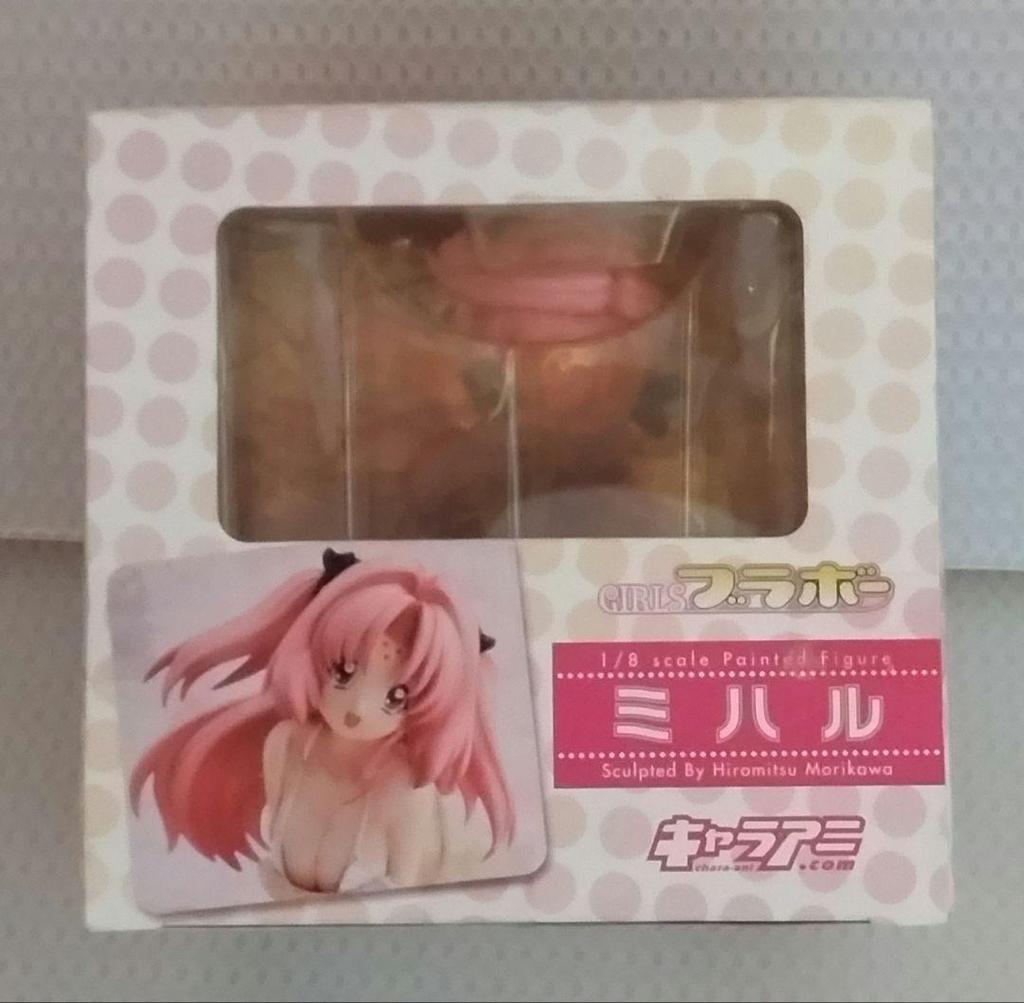 GIRLSブラボー
1/8 scale Painted Figure
ミハル
Sculpted By Hiromitsu Morikawa
キャラアニ
chara-ani.com